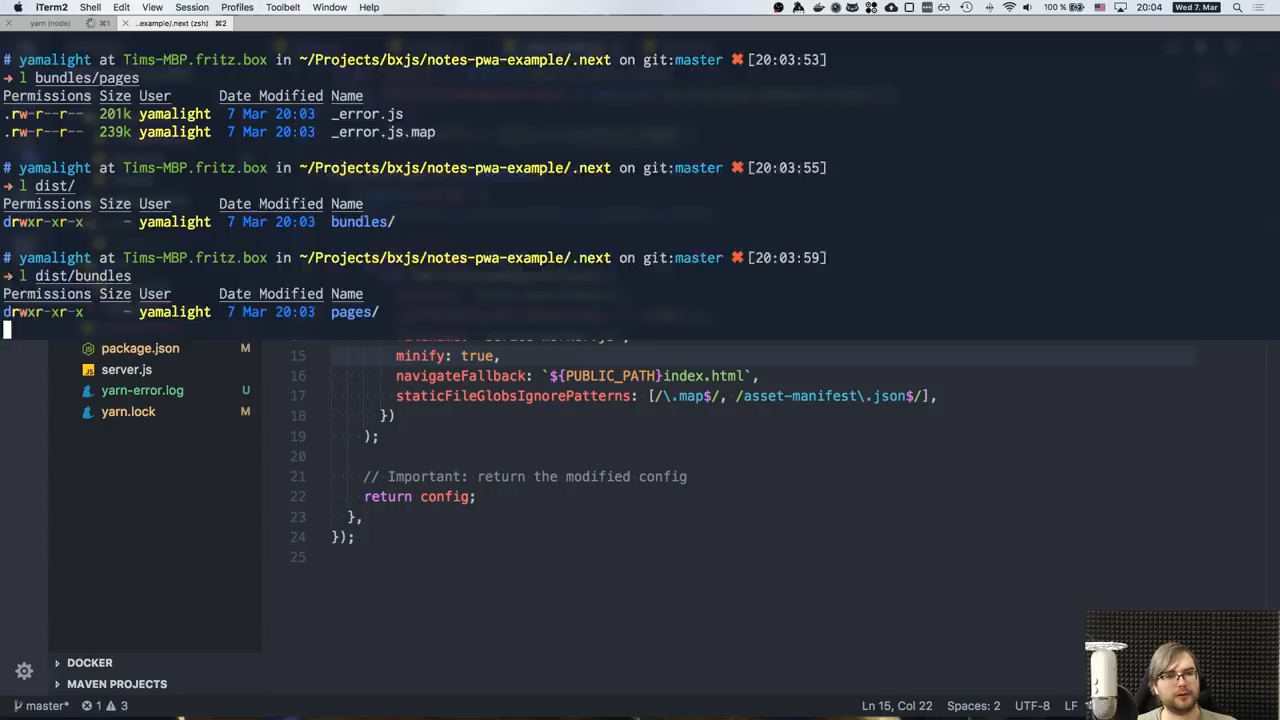 iTerm2 Shell Edit View Session Profiles Toolbelt Window Help 100 % 20:04 Wed 7. Mar
yarn (node) ⌘1 ..example/.next (zsh) ⌘2
# yamalight at Tims-MBP.fritz.box in ~/Projects/bxjs/notes-pwa-example/.next on git:master ✖ [20:03:53]
➜ l bundles/pages
Permissions Size User Date Modified Name
.rw-r--r-- 201k yamalight 7 Mar 20:03 _error.js
.rw-r--r-- 239k yamalight 7 Mar 20:03 _error.js.map
# yamalight at Tims-MBP.fritz.box in ~/Projects/bxjs/notes-pwa-example/.next on git:master ✖ [20:03:55]
➜ l dist/
Permissions Size User Date Modified Name
drwxr-xr-x - yamalight 7 Mar 20:03 bundles/
# yamalight at Tims-MBP.fritz.box in ~/Projects/bxjs/notes-pwa-example/.next on git:master ✖ [20:03:59]
➜ l dist/bundles
Permissions Size User Date Modified Name
drwxr-xr-x - yamalight 7 Mar 20:03 pages/
package.json M
server.js
yarn-error.log U
yarn.lock M
15 minify: true,
16 navigateFallback: `${PUBLIC_PATH}index.html`,
17 staticFileGlobsIgnorePatterns: [/\.map$/, /asset-manifest\.json$/],
18 })
19 );
20
21 // Important: return the modified config
22 return config;
23 },
24 });
25
DOCKER
MAVEN PROJECTS
master* 1 3 Ln 15, Col 22 Spaces: 2 UTF-8 LF